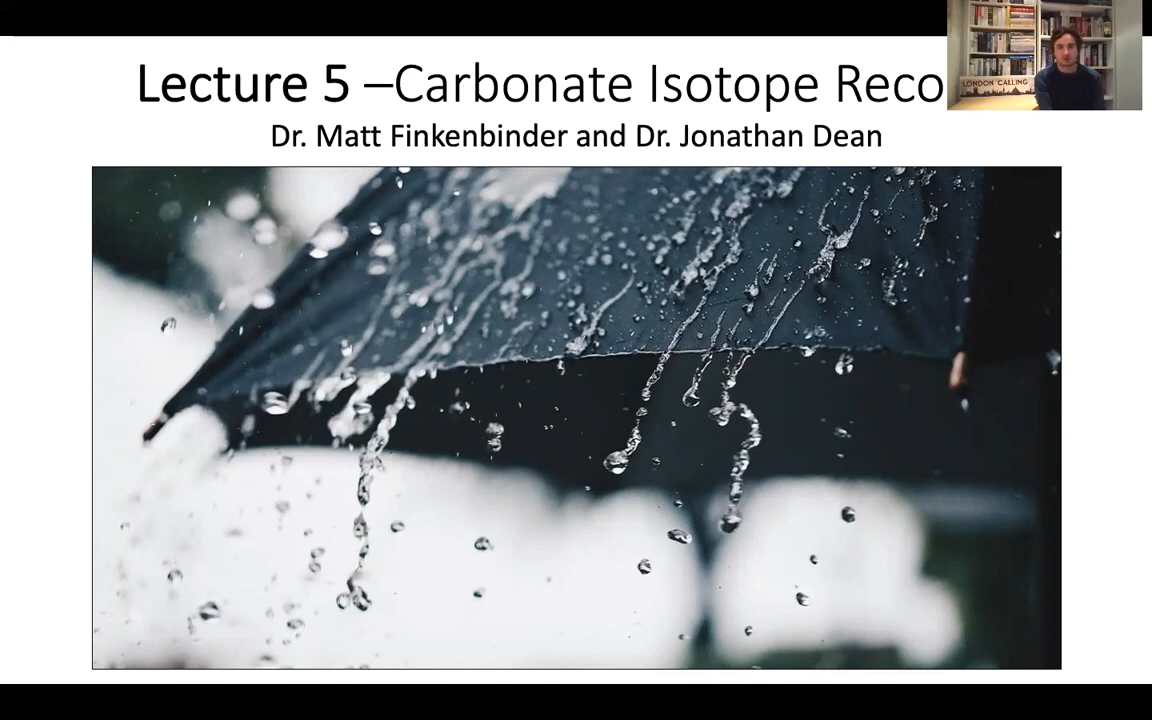 Lecture 5 –Carbonate Isotope Reco
Dr. Matt Finkenbinder and Dr. Jonathan Dean
LONDON CALLING